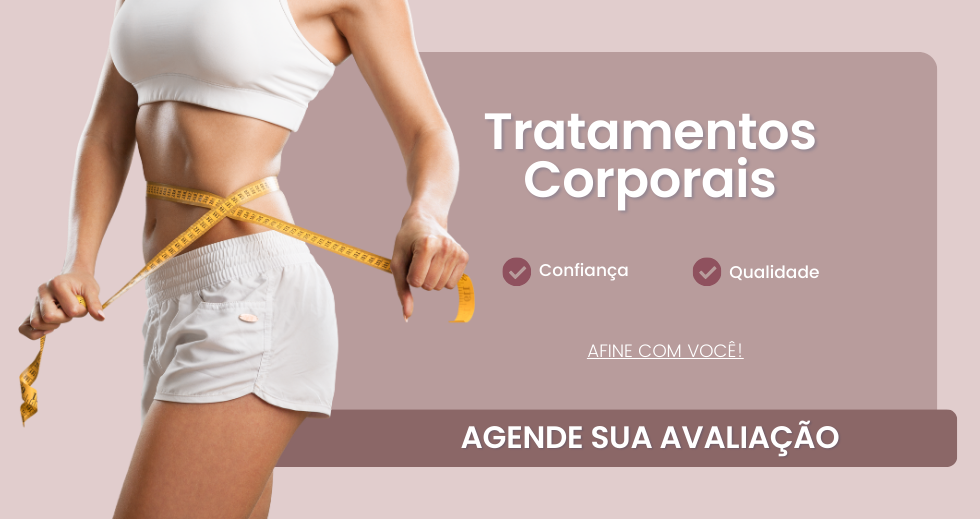 Tratamentos
Corporais
Confiança
Qualidade
AFINE COM VOCÊ!
AGENDE SUA AVALIAÇÃO